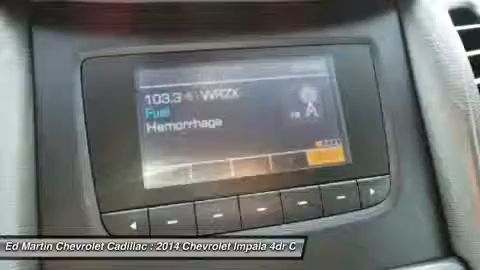 103.3 WRZX
Fuel
Hemorrhage
Ed Martin Chevrolet Cadillac : 2014 Chevrolet Impala 4dr C